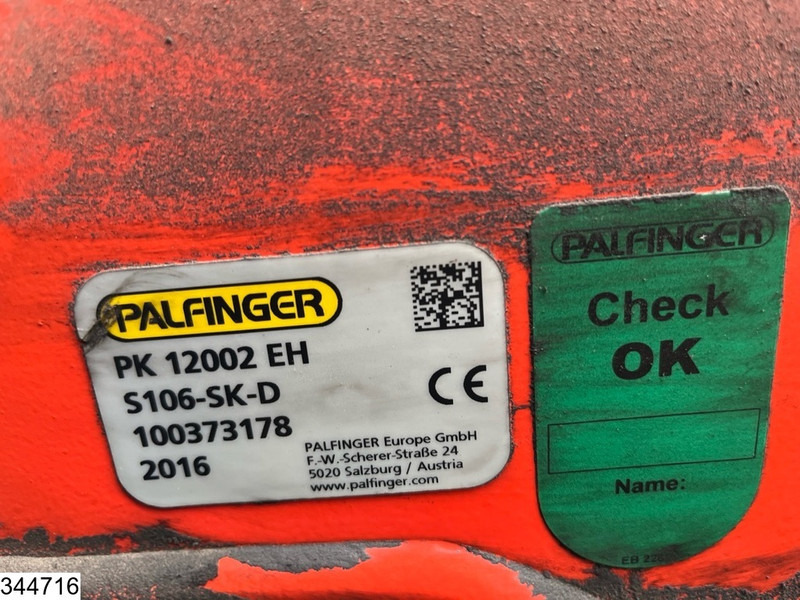 PALFINGER
PK 12002 EH
S106-SK-D
100373178
2016
PALFINGER Europe GmbH
F.-W.-Scherer-Straße 24
5020 Salzburg / Austria
www.palfinger.com
CE
PALFINGER
Check
OK
Name:
EB
344716